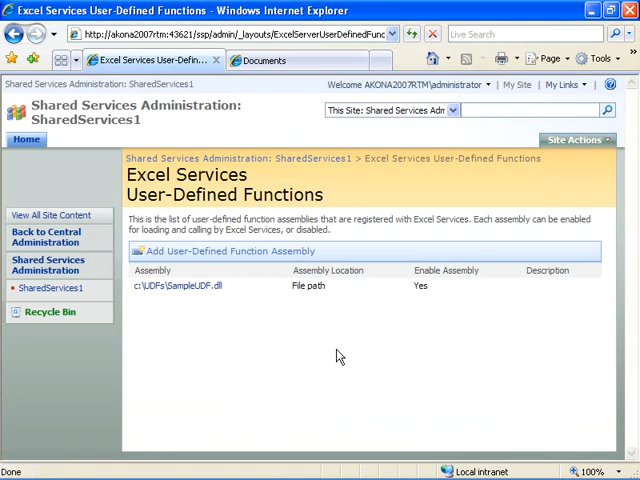 Excel Services User-Defined Functions - Windows Internet Explorer
http://akona2007rtm:43621/ssp/admin/_layouts/ExcelServerUserDefinedFunc
Live Search
Excel Services User-Defin...
Documents
Page
Tools
Shared Services Administration: SharedServices1
Welcome AKONA2007RTM\administrator
My Site
My Links
Shared Services Administration:
SharedServices1
This Site: Shared Services Adr
Home
Site Actions
Shared Services Administration: SharedServices1 > Excel Services User-Defined Functions
Excel Services
User-Defined Functions
View All Site Content
Back to Central
Administration
Shared Services
Administration
SharedServices1
Recycle Bin
This is the list of user-defined function assemblies that are registered with Excel Services. Each assembly can be enabled
for loading and calling by Excel Services, or disabled.
Add User-Defined Function Assembly
Assembly Assembly Location Enable Assembly Description
c:\UDFs\SampleUDF.dll File path Yes
Done
Local intranet
100%